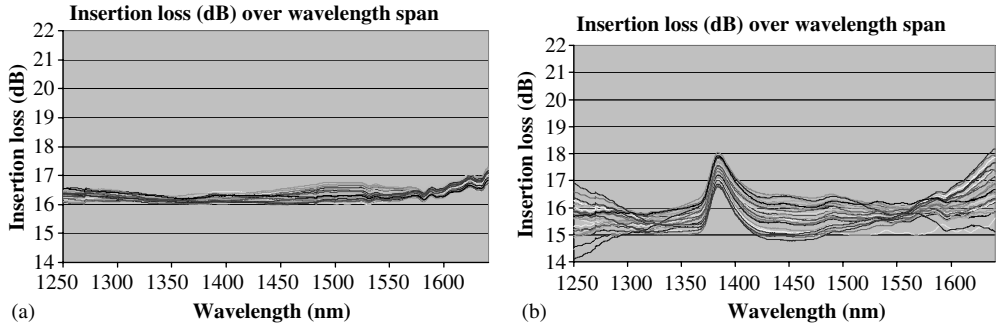 Insertion loss (dB) over wavelength span
22
21
20
19
18
17
16
15
14
1250 1300 1350 1400 1450 1500 1550 1600
Insertion loss (dB)
Wavelength (nm)
(a)
Insertion loss (dB) over wavelength span
22
21
20
19
18
17
16
15
14
1250 1300 1350 1400 1450 1500 1550 1600
Insertion loss (dB)
Wavelength (nm)
(b)